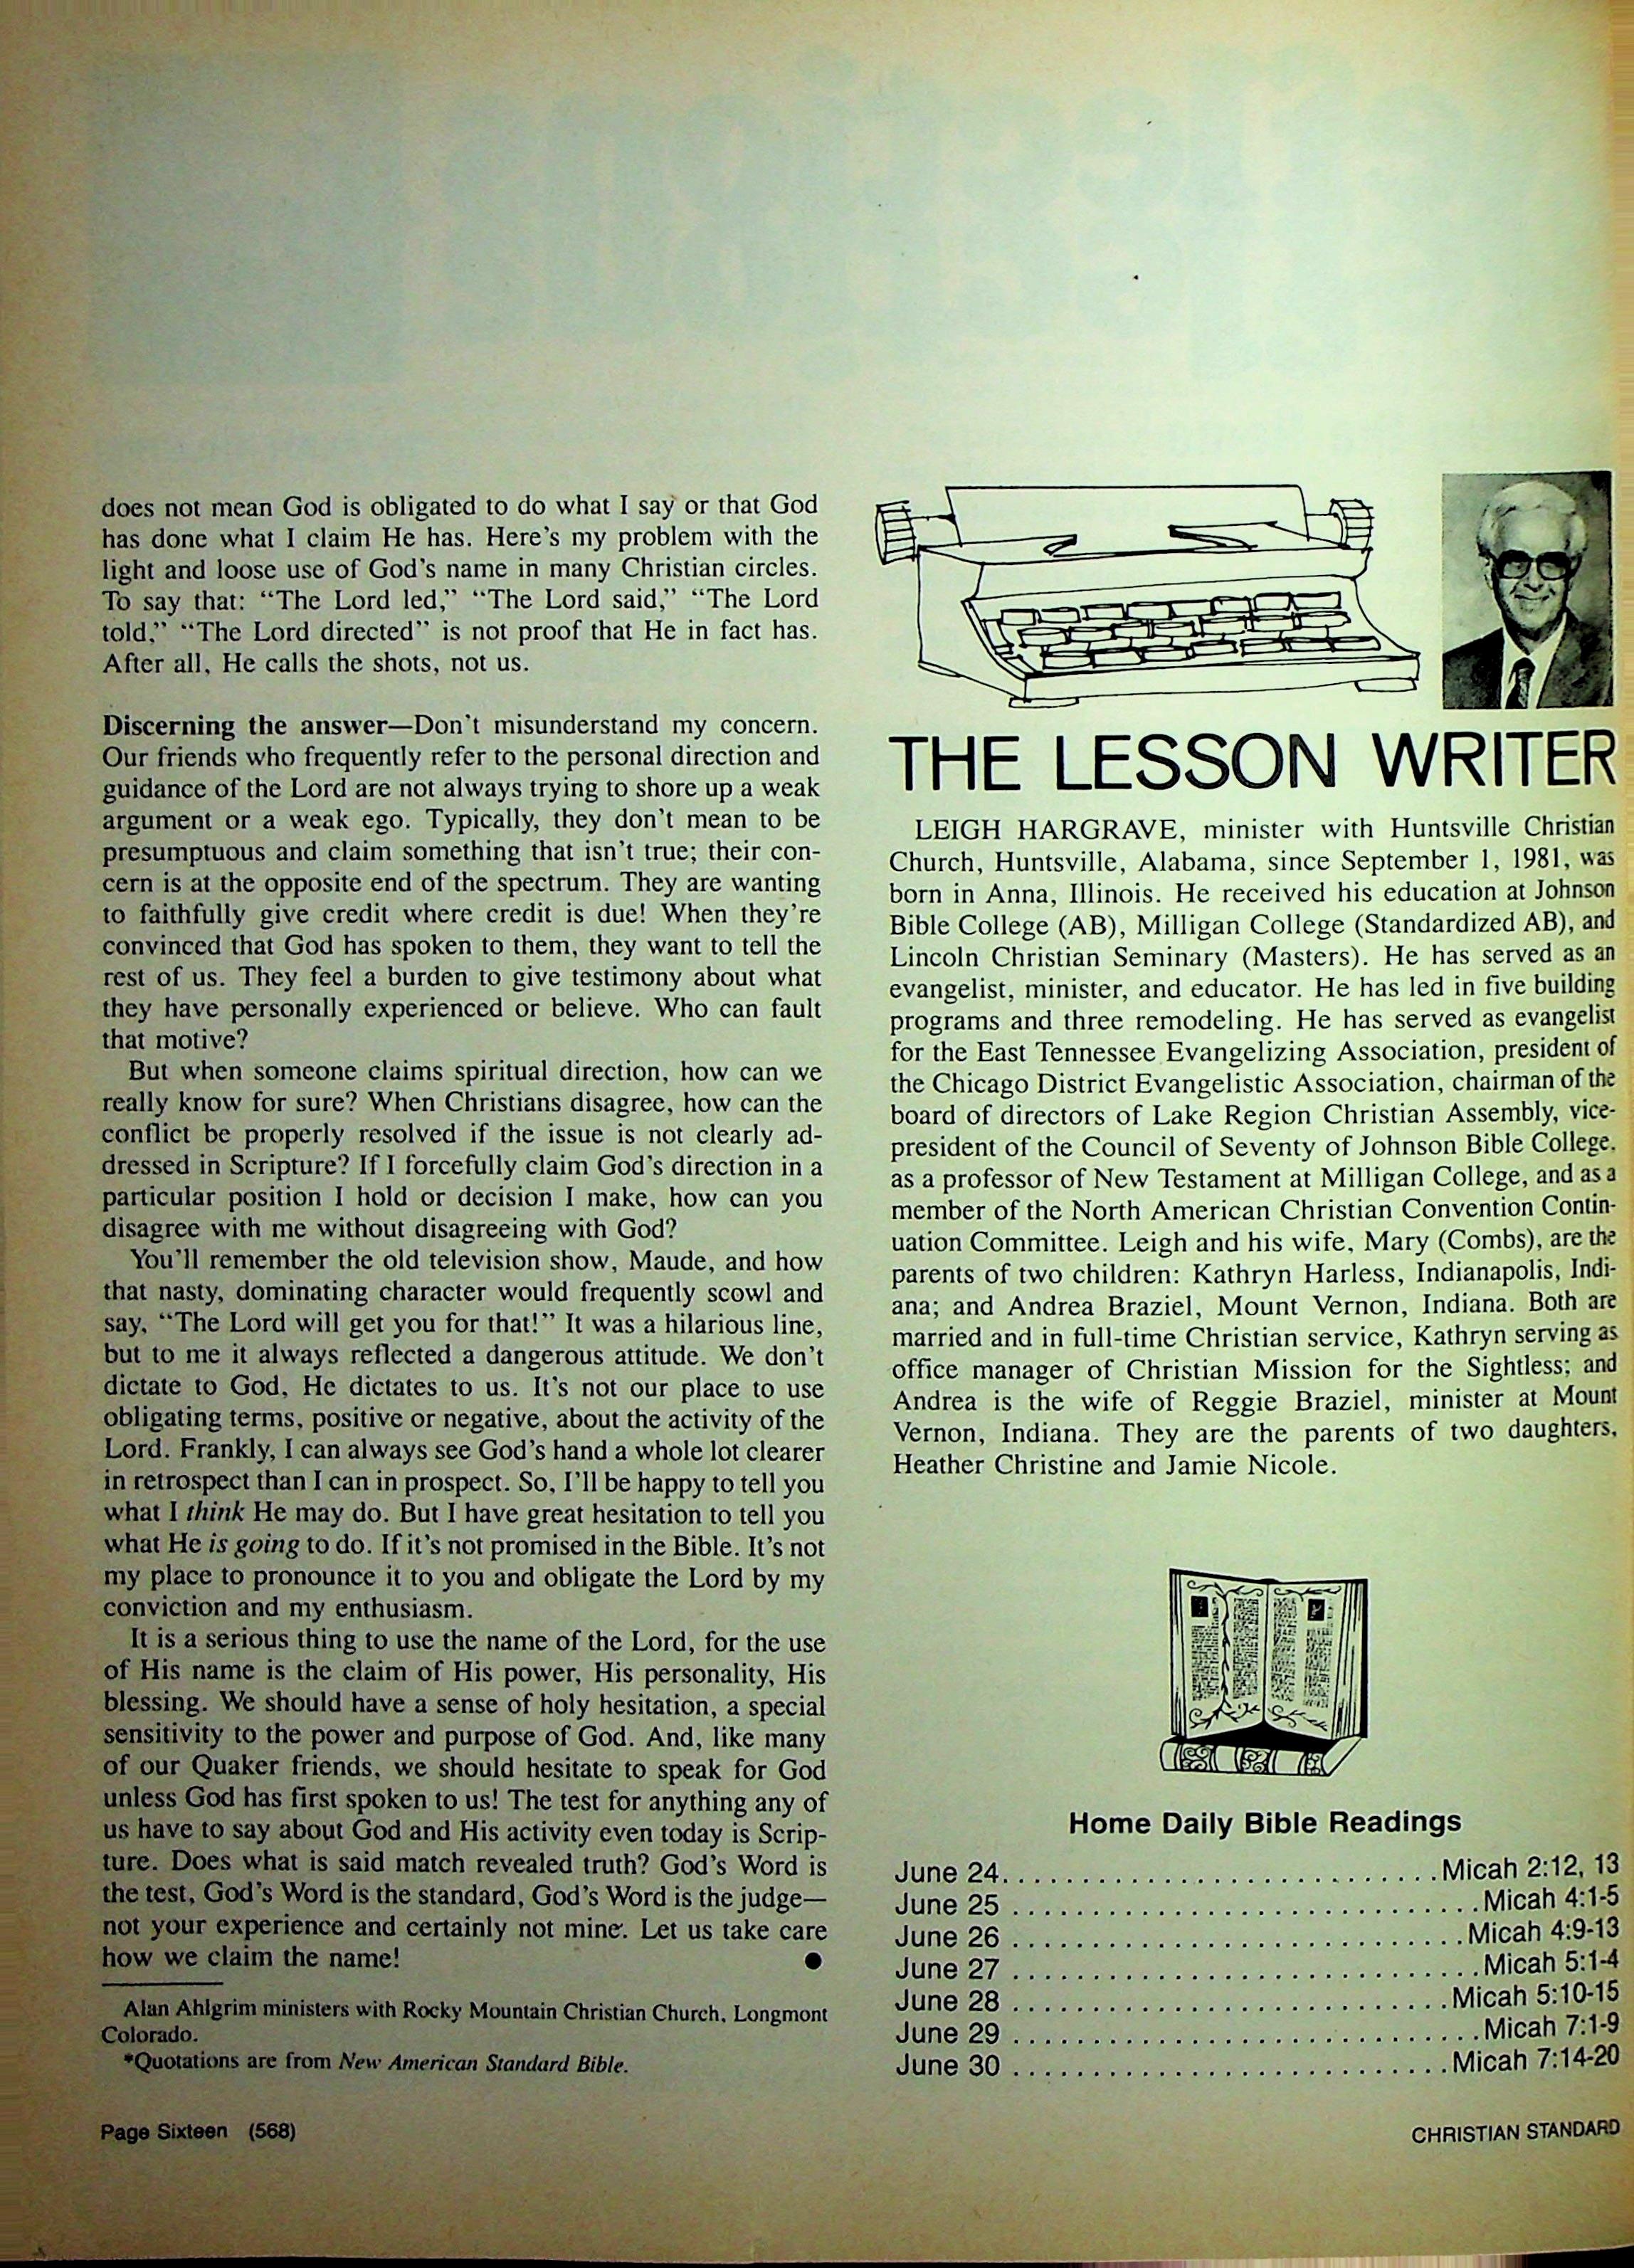 does not mean God is obligated to do what I say or that God
has done what I claim He has. Here's my problem with the
light and loose use of God's name in many Christian circles.
To say that: “The Lord led,” “The Lord said,” “The Lord
told,” “The Lord directed” is not proof that He in fact has.
After all, He calls the shots, not us.
Discerning the answer—Don't misunderstand my concern.
Our friends who frequently refer to the personal direction and
guidance of the Lord are not always trying to shore up a weak
argument or a weak ego. Typically, they don't mean to be
presumptuous and claim something that isn't true; their con-
cern is at the opposite end of the spectrum. They are wanting
to faithfully give credit where credit is due! When they're
convinced that God has spoken to them, they want to tell the
rest of us. They feel a burden to give testimony about what
they have personally experienced or believe. Who can fault
that motive?
But when someone claims spiritual direction, how can we
really know for sure? When Christians disagree, how can the
conflict be properly resolved if the issue is not clearly ad-
dressed in Scripture? If I forcefully claim God's direction in a
particular position I hold or decision I make, how can you
disagree with me without disagreeing with God?
You'll remember the old television show, Maude, and how
that nasty, dominating character would frequently scowl and
say, “The Lord will get you for that!” It was a hilarious line,
but to me it always reflected a dangerous attitude. We don't
dictate to God, He dictates to us. It's not our place to use
obligating terms, positive or negative, about the activity of the
Lord. Frankly, I can always see God's hand a whole lot clearer
in retrospect than I can in prospect. So, I'll be happy to tell you
what I think He may do. But I have great hesitation to tell you
what He is going to do. If it's not promised in the Bible. It's not
my place to pronounce it to you and obligate the Lord by my
conviction and my enthusiasm.
It is a serious thing to use the name of the Lord, for the use
of His name is the claim of His power, His personality, His
blessing. We should have a sense of holy hesitation, a special
sensitivity to the power and purpose of God. And, like many
of our Quaker friends, we should hesitate to speak for God
unless God has first spoken to us! The test for anything any of
us have to say about God and His activity even today is Scrip-
ture. Does what is said match revealed truth? God's Word is
the test, God's Word is the standard, God's Word is the judge—
not your experience and certainly not mine. Let us take care
how we claim the name! ●
Alan Ahlgrim ministers with Rocky Mountain Christian Church, Longmont
Colorado.
*Quotations are from New American Standard Bible.
THE LESSON WRITER
LEIGH HARGRAVE, minister with Huntsville Christian
Church, Huntsville, Alabama, since September 1, 1981, was
born in Anna, Illinois. He received his education at Johnson
Bible College (AB), Milligan College (Standardized AB), and
Lincoln Christian Seminary (Masters). He has served as an
evangelist, minister, and educator. He has led in five building
programs and three remodeling. He has served as evangelist
for the East Tennessee Evangelizing Association, president of
the Chicago District Evangelistic Association, chairman of the
board of directors of Lake Region Christian Assembly, vice-
president of the Council of Seventy of Johnson Bible College,
as a professor of New Testament at Milligan College, and as a
member of the North American Christian Convention Contin-
uation Committee. Leigh and his wife, Mary (Combs), are the
parents of two children: Kathryn Harless, Indianapolis, Indi-
ana; and Andrea Braziel, Mount Vernon, Indiana. Both are
married and in full-time Christian service, Kathryn serving as
office manager of Christian Mission for the Sightless; and
Andrea is the wife of Reggie Braziel, minister at Mount
Vernon, Indiana. They are the parents of two daughters,
Heather Christine and Jamie Nicole.
Home Daily Bible Readings
June 24. . . . . . . . . . . . . . . . . . . . . . . . . . . . Micah 2:12, 13
June 25 . . . . . . . . . . . . . . . . . . . . . . . . . . . . . . Micah 4:1-5
June 26 . . . . . . . . . . . . . . . . . . . . . . . . . . . . . Micah 4:9-13
June 27 . . . . . . . . . . . . . . . . . . . . . . . . . . . . . . Micah 5:1-4
June 28 . . . . . . . . . . . . . . . . . . . . . . . . . . . . Micah 5:10-15
June 29 . . . . . . . . . . . . . . . . . . . . . . . . . . . . . . Micah 7:1-9
June 30 . . . . . . . . . . . . . . . . . . . . . . . . . . . . Micah 7:14-20
Page Sixteen (568)
CHRISTIAN STANDARD